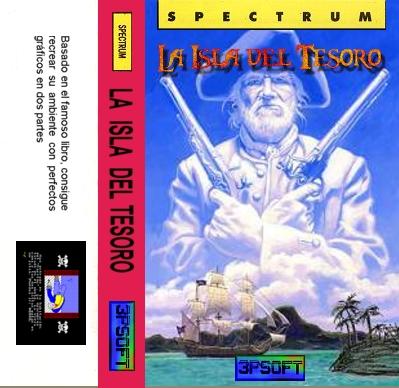 Basado en el famoso libro, consigue
recrear su ambiente con perfectos
gráficos en dos partes
SPECTRUM
LA ISLA DEL TESORO
3PSOFT
SPECTRUM
LA ISLA DEL TESORO
3PSOFT